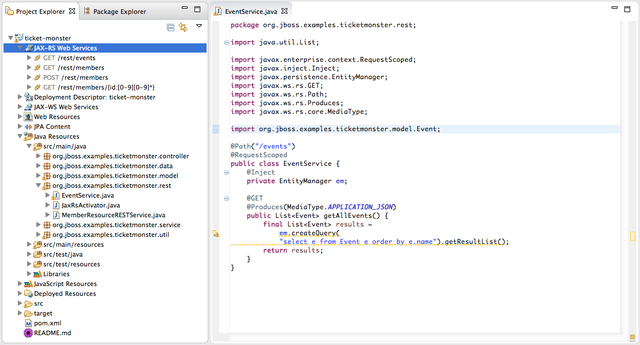 Project Explorer
Package Explorer
ticket-monster
JAX-RS Web Services
GET /rest/events
GET /rest/members
POST /rest/members
GET /rest/members/{id:[0-9][0-9]*}
Deployment Descriptor: ticket-monster
JAX-WS Web Services
Web Resources
JPA Content
Java Resources
src/main/java
org.jboss.examples.ticketmonster.controller
org.jboss.examples.ticketmonster.data
org.jboss.examples.ticketmonster.model
org.jboss.examples.ticketmonster.rest
EventService.java
JaxRsActivator.java
MemberResourceRESTService.java
org.jboss.examples.ticketmonster.service
org.jboss.examples.ticketmonster.util
src/main/resources
src/test/java
src/test/resources
Libraries
JavaScript Resources
Deployed Resources
src
target
pom.xml
README.md
EventService.java
package org.jboss.examples.ticketmonster.rest;
import java.util.List;
import javax.enterprise.context.RequestScoped;
import javax.inject.Inject;
import javax.persistence.EntityManager;
import javax.ws.rs.GET;
import javax.ws.rs.Path;
import javax.ws.rs.Produces;
import javax.ws.rs.core.MediaType;
import org.jboss.examples.ticketmonster.model.Event;
@Path("/events")
@RequestScoped
public class EventService {
@Inject
private EntityManager em;
@GET
@Produces(MediaType.APPLICATION_JSON)
public List<Event> getAllEvents() {
final List<Event> results =
em.createQuery(
"select e from Event e order by e.name").getResultList();
return results;
}
}